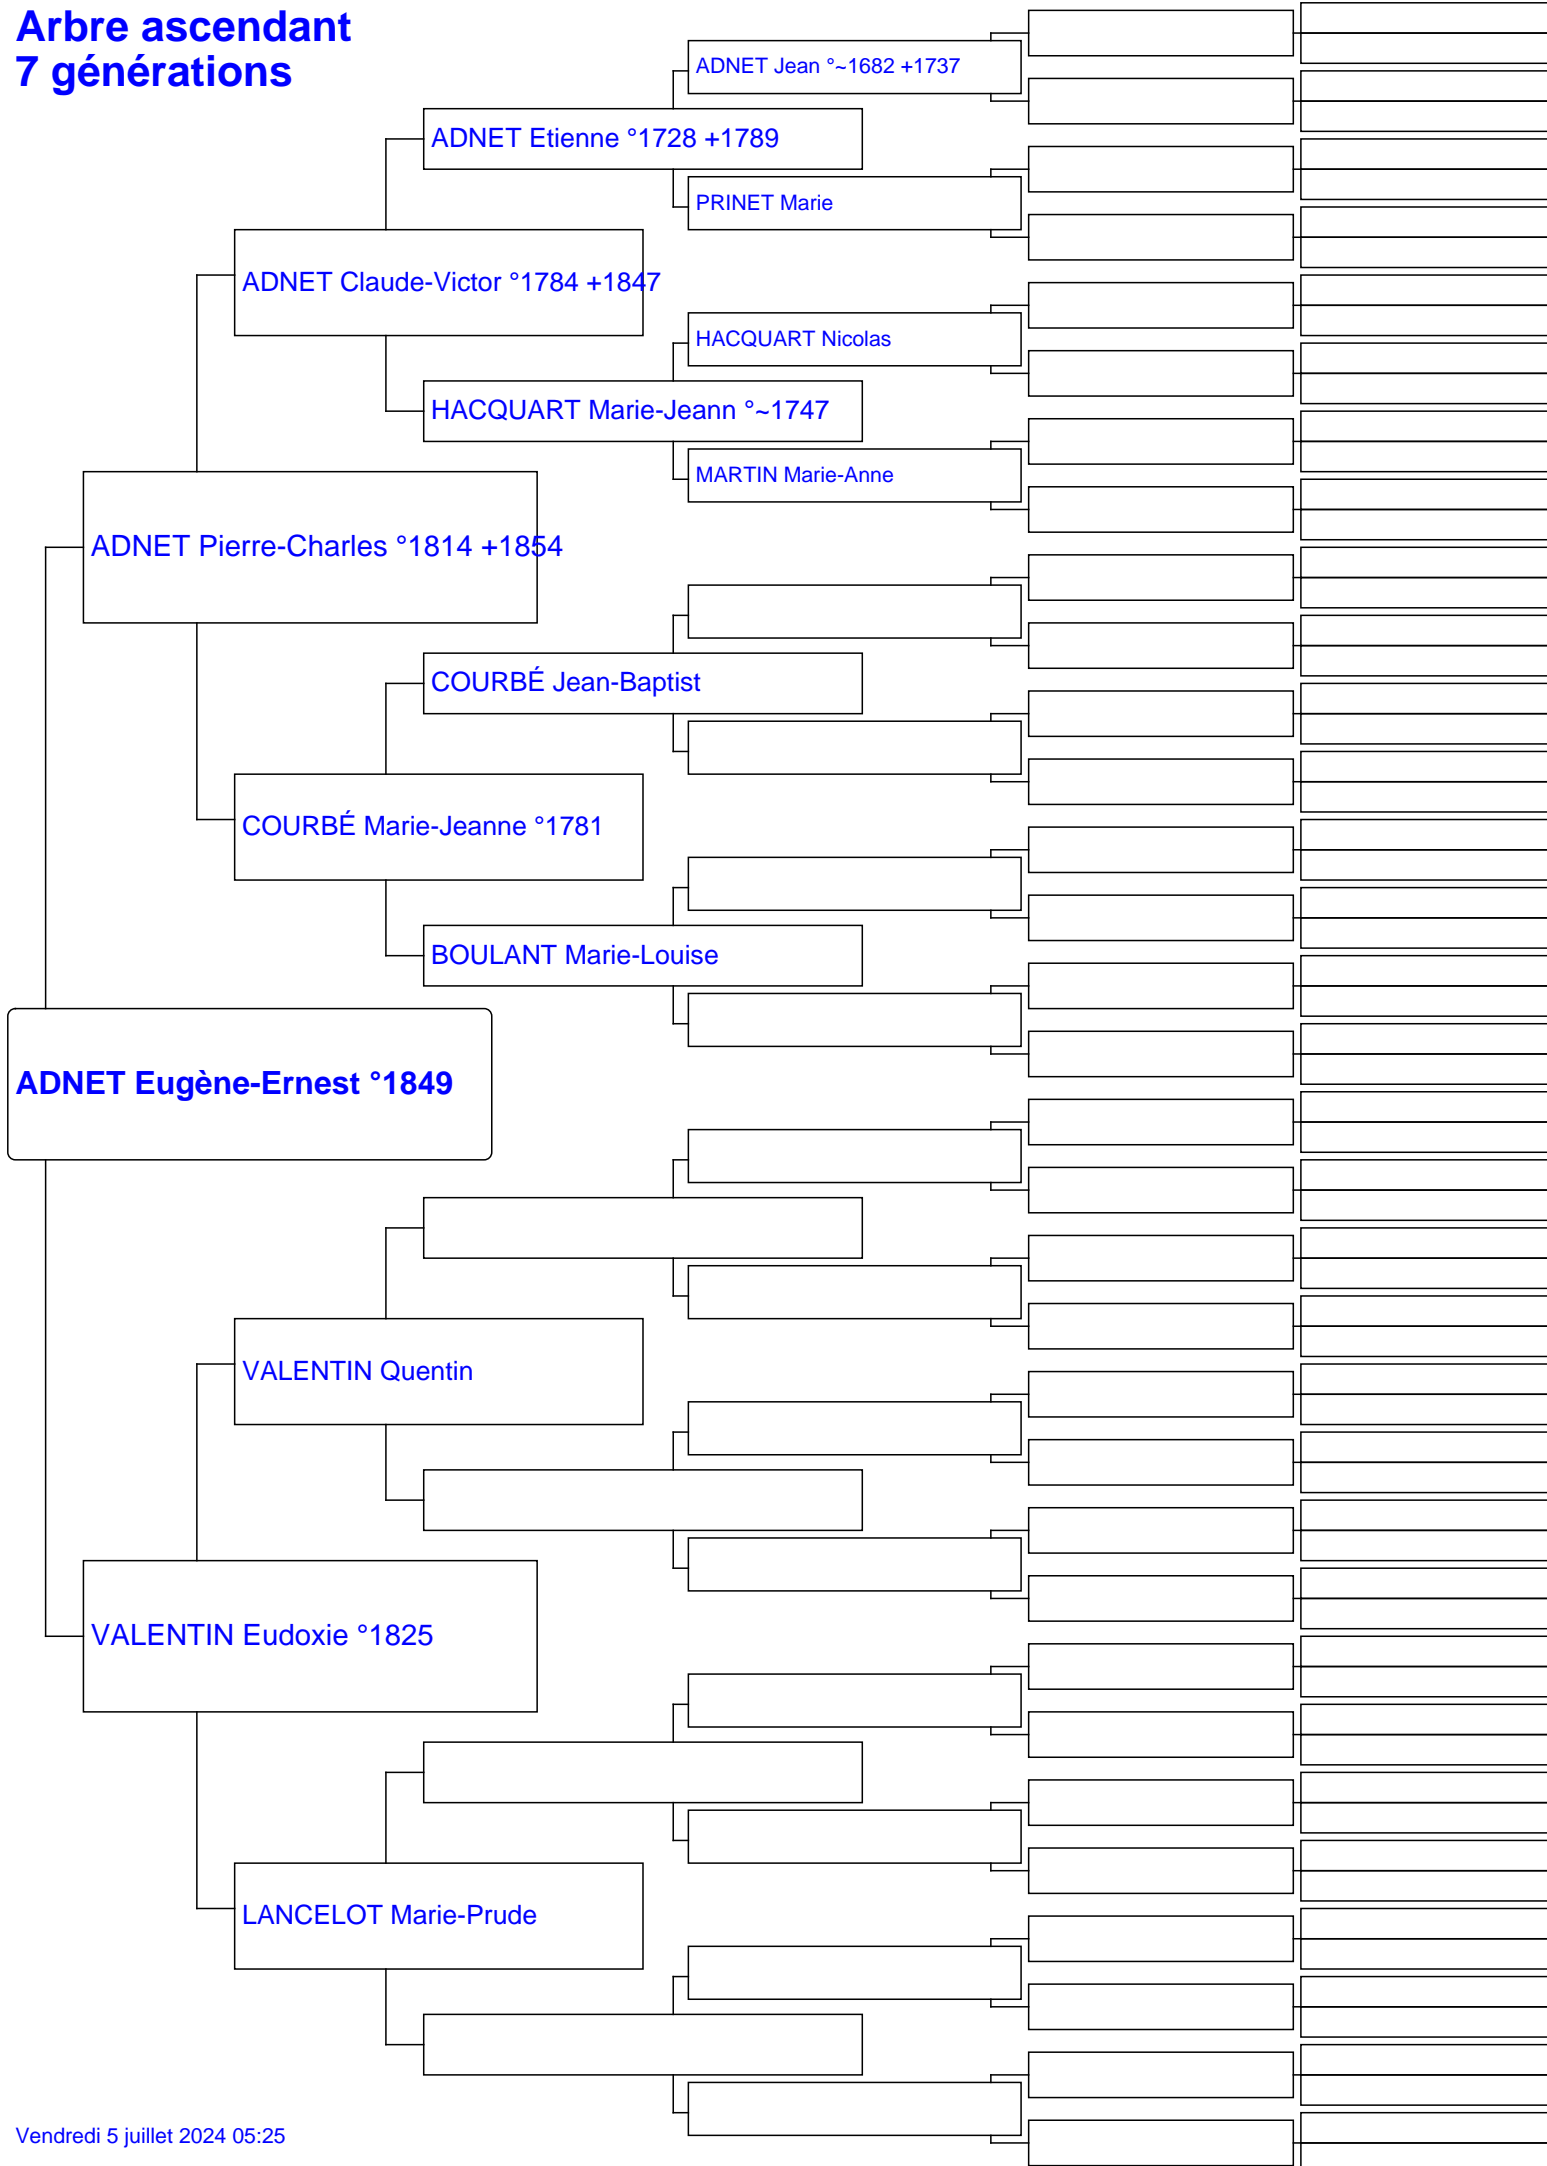 Arbre ascendant
7 générations
ADNET Jean °~1682 +1737
ADNET Etienne °1728 +1789
PRINET Marie
ADNET Claude-Victor °1784 +1847
HACQUART Nicolas
HACQUART Marie-Jeann °~1747
MARTIN Marie-Anne
ADNET Pierre-Charles °1814 +1854
COURBÉ Jean-Baptist
COURBÉ Marie-Jeanne °1781
BOULANT Marie-Louise
ADNET Eugène-Ernest °1849
VALENTIN Quentin
VALENTIN Eudoxie °1825
LANCELOT Marie-Prude
Vendredi 5 juillet 2024 05:25